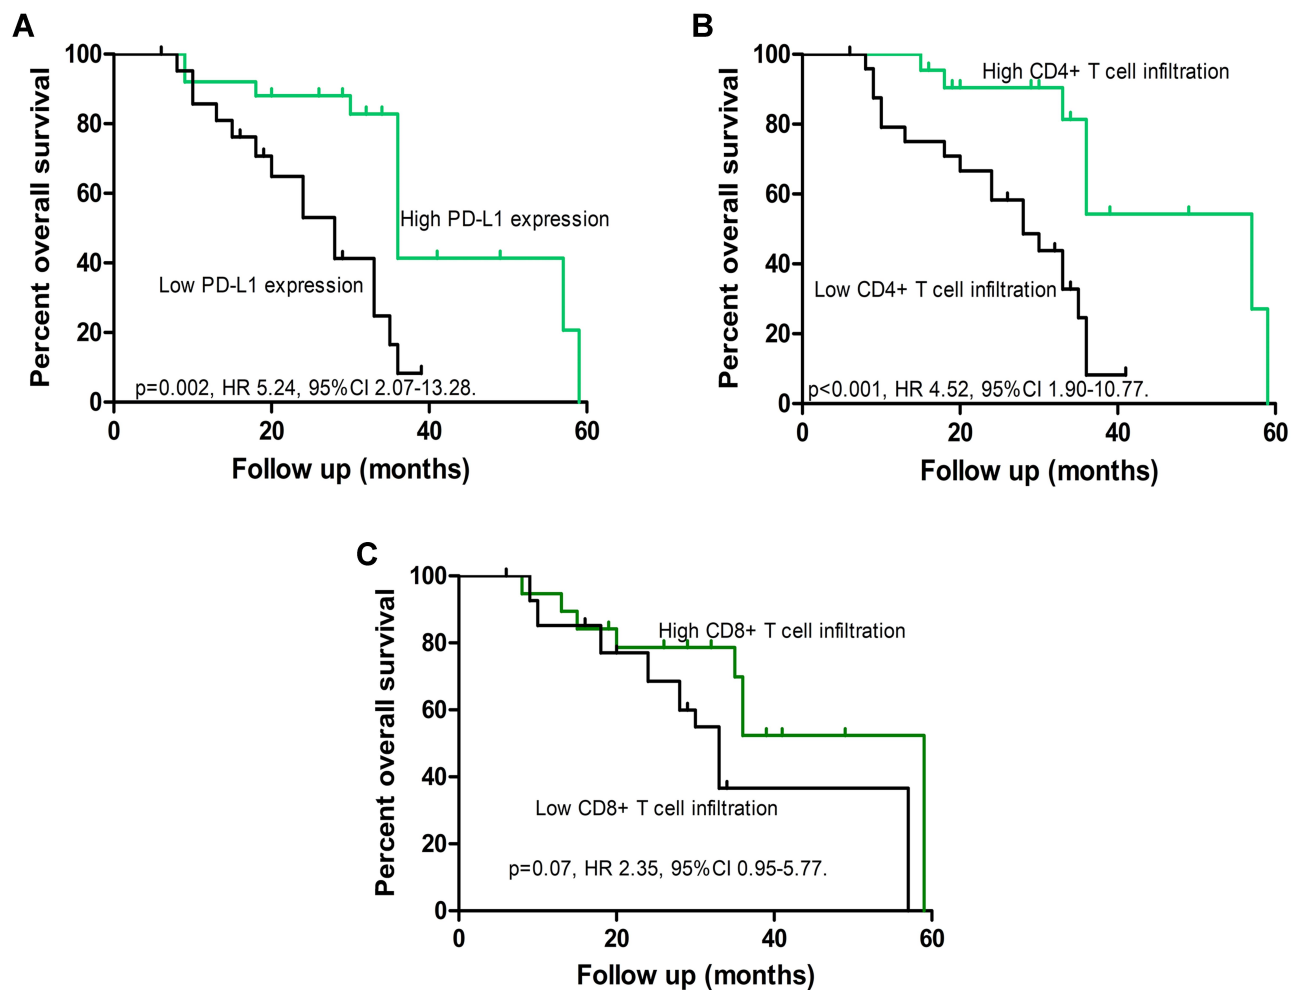 A
Percent overall survival
100
80
60
40
20
0
High PD-L1 expression
Low PD-L1 expression
p=0.002, HR 5.24, 95%CI 2.07-13.28.
0 20 40 60
Follow up (months)
B
Percent overall survival
100
80
60
40
20
0
High CD4+ T cell infiltration
Low CD4+ T cell infiltration
p<0.001, HR 4.52, 95%CI 1.90-10.77.
0 20 40 60
Follow up (months)
C
Percent overall survival
100
80
60
40
20
0
High CD8+ T cell infiltration
Low CD8+ T cell infiltration
p=0.07, HR 2.35, 95%CI 0.95-5.77.
0 20 40 60
Follow up (months)